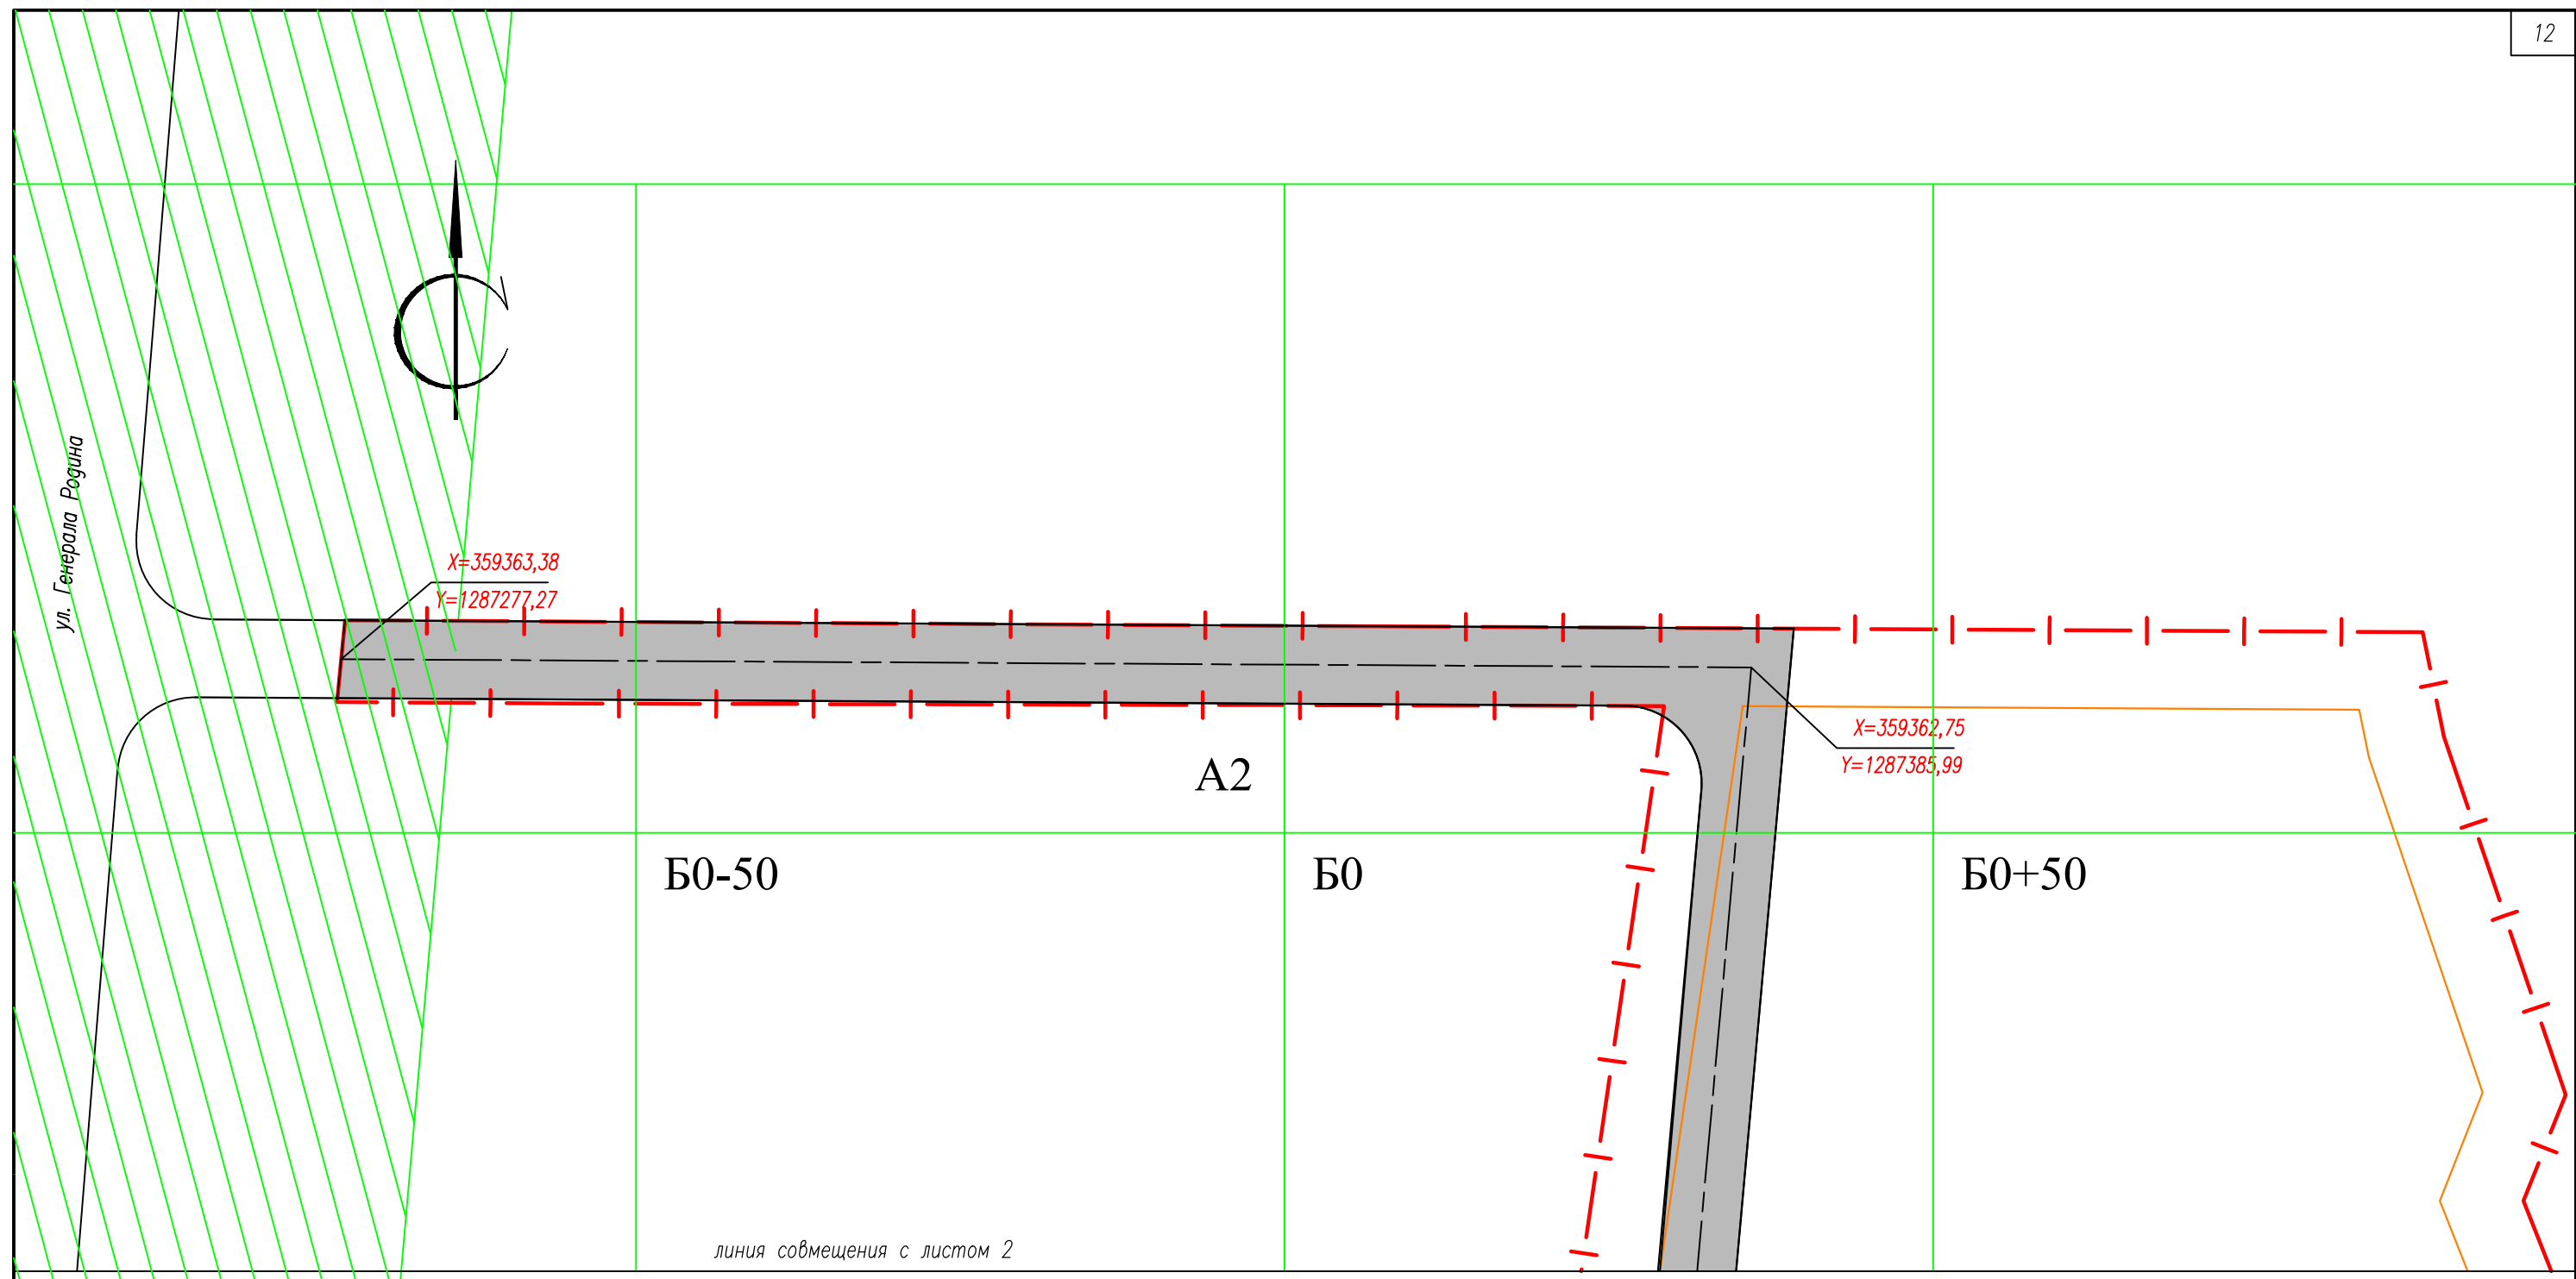 12
ул. Генерала Родина
X=359363,38
Y=1287277,27
X=359362,75
Y=1287385,99
А2
Б0-50
Б0
Б0+50
линия совмещения с листом 2